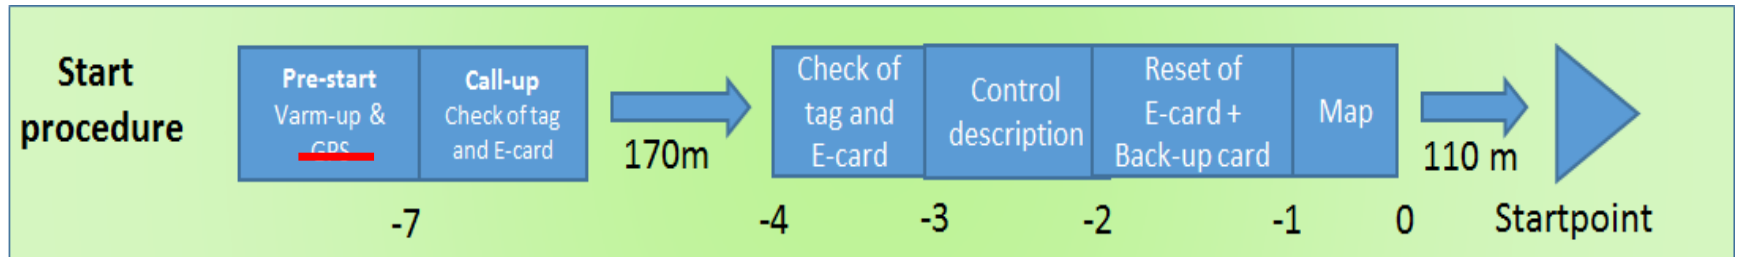 Start
procedure
Pre-start
Varm-up &
GPS
Call-up
Check of tag
and E-card
170m
Check of
tag and
E-card
Control
description
Reset of
E-card +
Back-up card
Map
110 m
-7
-4
-3
-2
-1
0
Startpoint